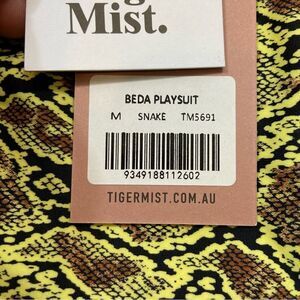 Mist.
BEDA PLAYSUIT
M SNAKE TM5691
9349188112602
TIGERMIST.COM.AU